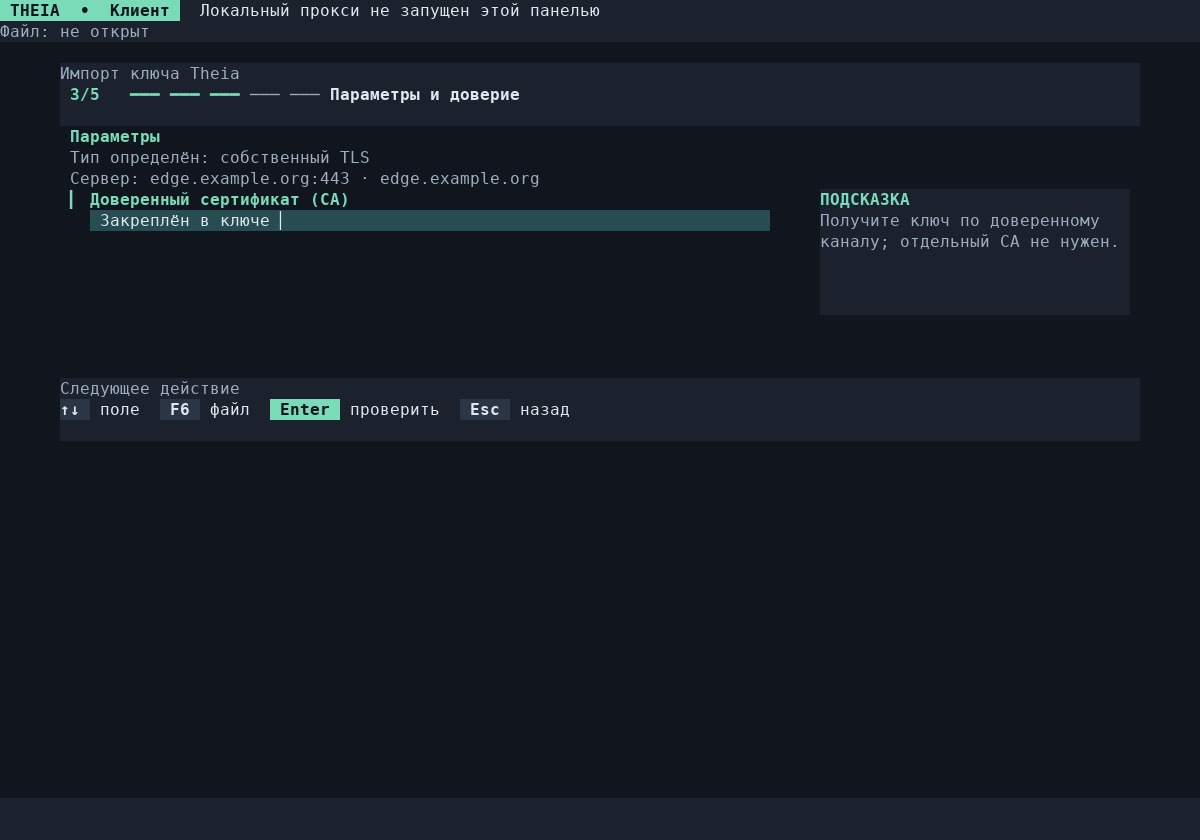 THEIA • Клиент Локальный прокси не запущен этой панелью
Файл: не открыт
Импорт ключа Theia
3/5 ━━━ ━━━ ━━━ ─── ─── Параметры и доверие
Параметры
Тип определён: собственный TLS
Сервер: edge.example.org:443 · edge.example.org
Доверенный сертификат (CA)
Закреплён в ключе
ПОДСКАЗКА
Получите ключ по доверенному
каналу; отдельный CA не нужен.
Следующее действие
↑↓ поле F6 файл Enter проверить Esc назад